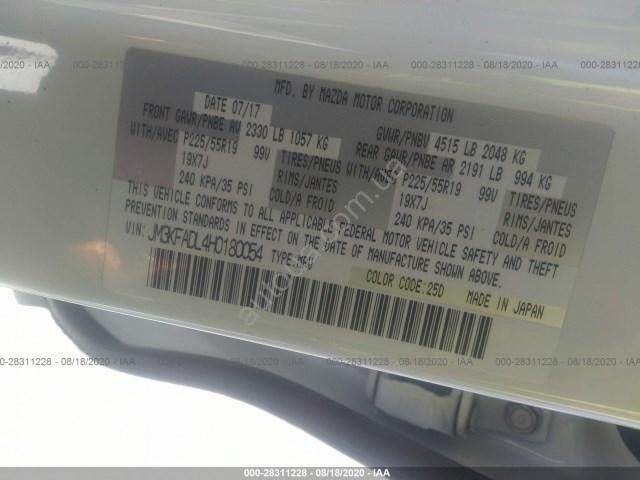 000-28311228 - 08/18/2020 - IAA
MFD. BY MAZDA MOTOR CORPORATION
DATE 07/17
GVWR/PNBV 4515 LB 2048 KG
FRONT GAWR/PNBE AV 2330 LB 1057 KG
REAR GAWR/PNBE AR 2191 LB 994 KG
WITH/AVEC P225/55R19 99V TIRES/PNEUS
WITH/AVEC P225/55R19 99V TIRES/PNEUS
19X7J RIMS/JANTES
19X7J RIMS/JANTES
240 KPA/35 PSI COLD/A FROID
240 KPA/35 PSI COLD/A FROID
THIS VEHICLE CONFORMS TO ALL APPLICABLE FEDERAL MOTOR VEHICLE SAFETY AND THEFT
PREVENTION STANDARDS IN EFFECT ON THE DATE OF MANUFACTURE SHOWN ABOVE.
VIN: JM3KFADL4H0180054 TYPE:MPV
COLOR CODE:25D MADE IN JAPAN
autoua.com.ua
000-28311228 - 08/18/2020 - IAA
000-28311228 - 08/18/2020 - IAA